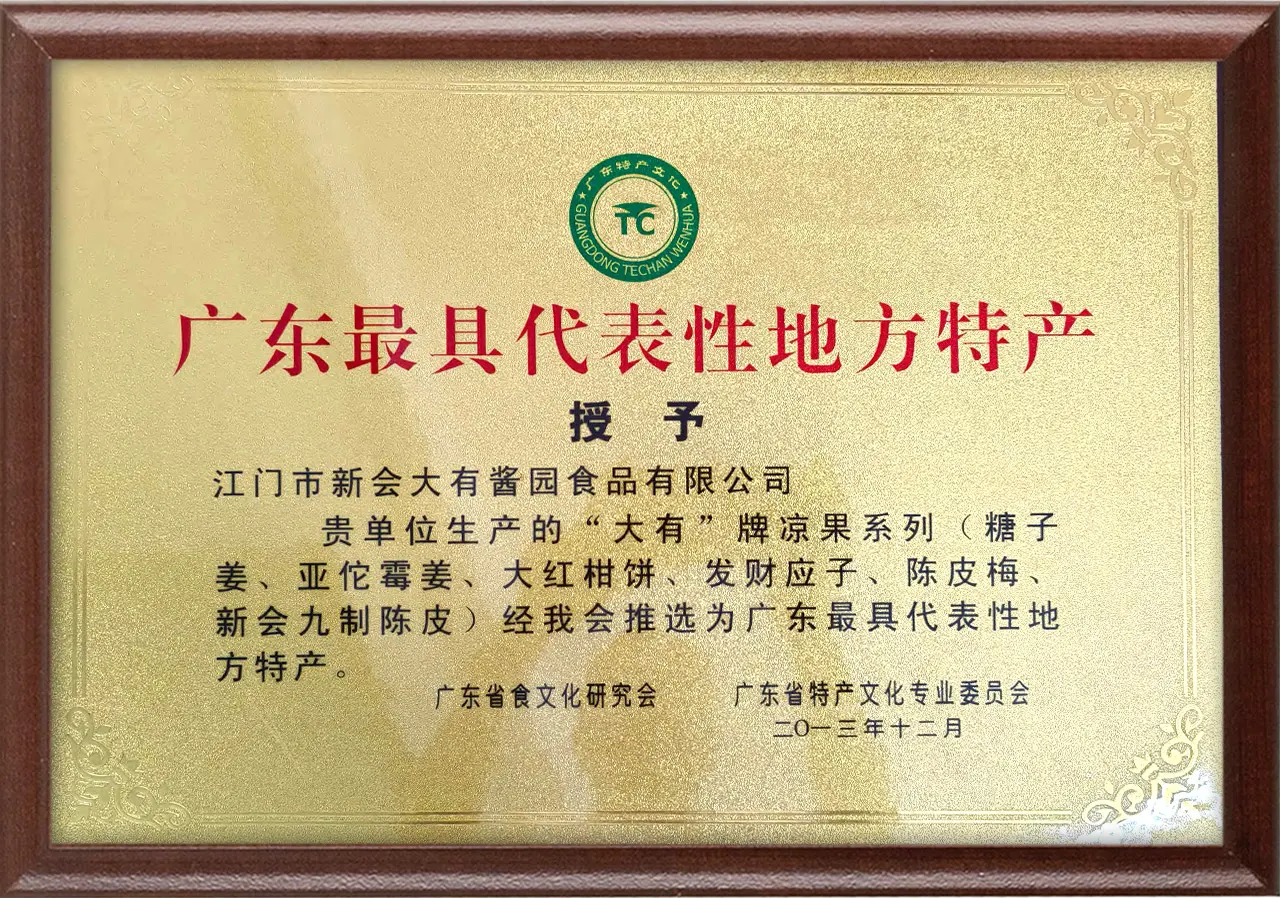 广东特产文化
TC
GUANGDONG TECHAN WENHUA
广东最具代表性地方特产
授 予
江门市新会大有酱园食品有限公司
贵单位生产的“大有”牌凉果系列（糖子
姜、亚佗霉姜、大红柑饼、发财应子、陈皮梅、
新会九制陈皮）经我会推选为广东最具代表性地
方特产。
广东省食文化研究会 广东省特产文化专业委员会
二O一三年十二月